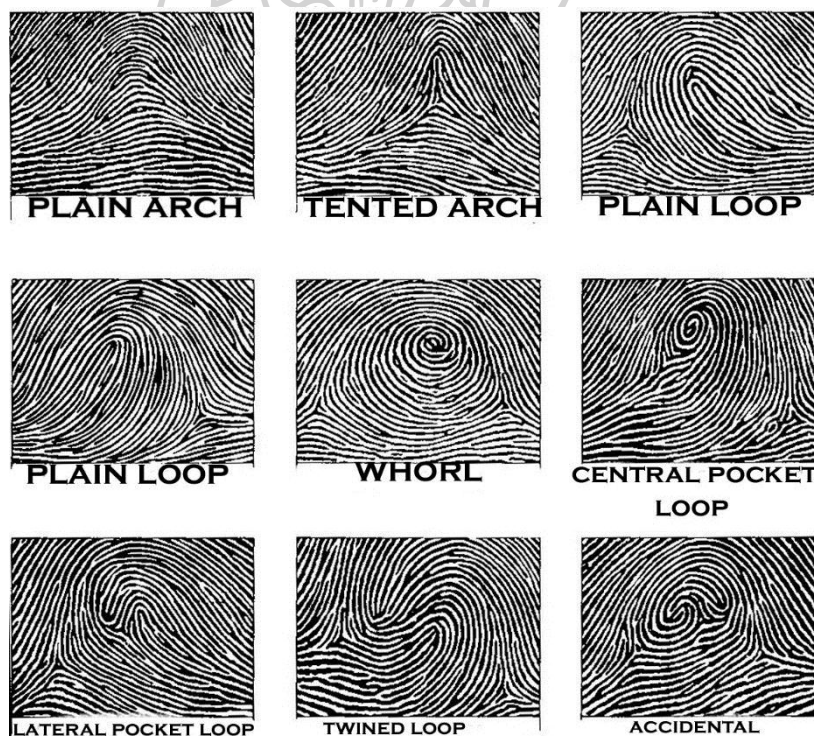 PLAIN ARCH
TENTED ARCH
PLAIN LOOP
PLAIN LOOP
WHORL
CENTRAL POCKET
LOOP
LATERAL POCKET LOOP
TWINED LOOP
ACCIDENTAL